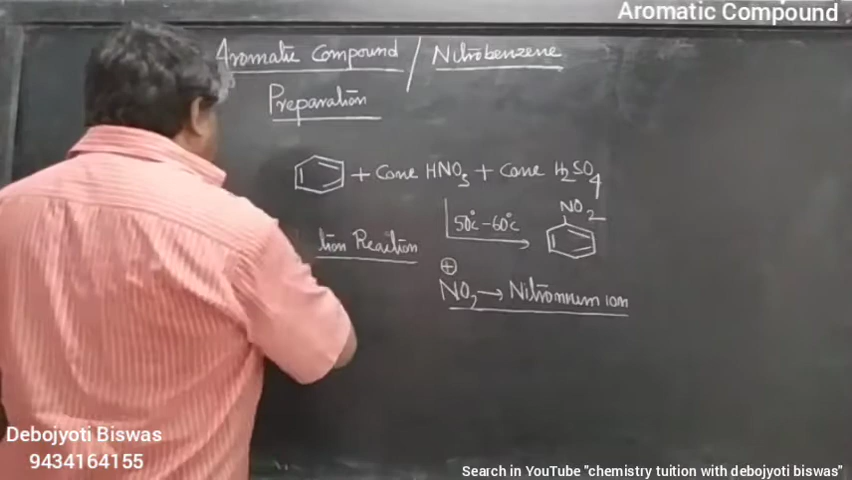 Aromatic Compound
Aromatic Compound / Nitrobenzene
Preparation
+ Conc HNO3 + Conc H2SO4
50°c - 60°c
NO2
tion Reaction
⊕
NO2 → Nitronium ion
Debojyoti Biswas
9434164155
Search in YouTube "chemistry tuition with debojyoti biswas"